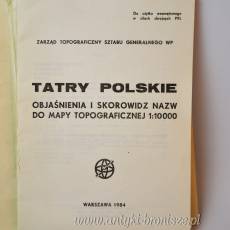 Do użytku wewnętrznego
w siłach zbrojnych PRL
ZARZĄD TOPOGRAFICZNY SZTABU GENERALNEGO WP
TATRY POLSKIE
OBJAŚNIENIA I SKOROWIDZ NAZW
DO MAPY TOPOGRAFICZNEJ 1:10000
WARSZAWA 1984
www.antyki-bronisze.pl